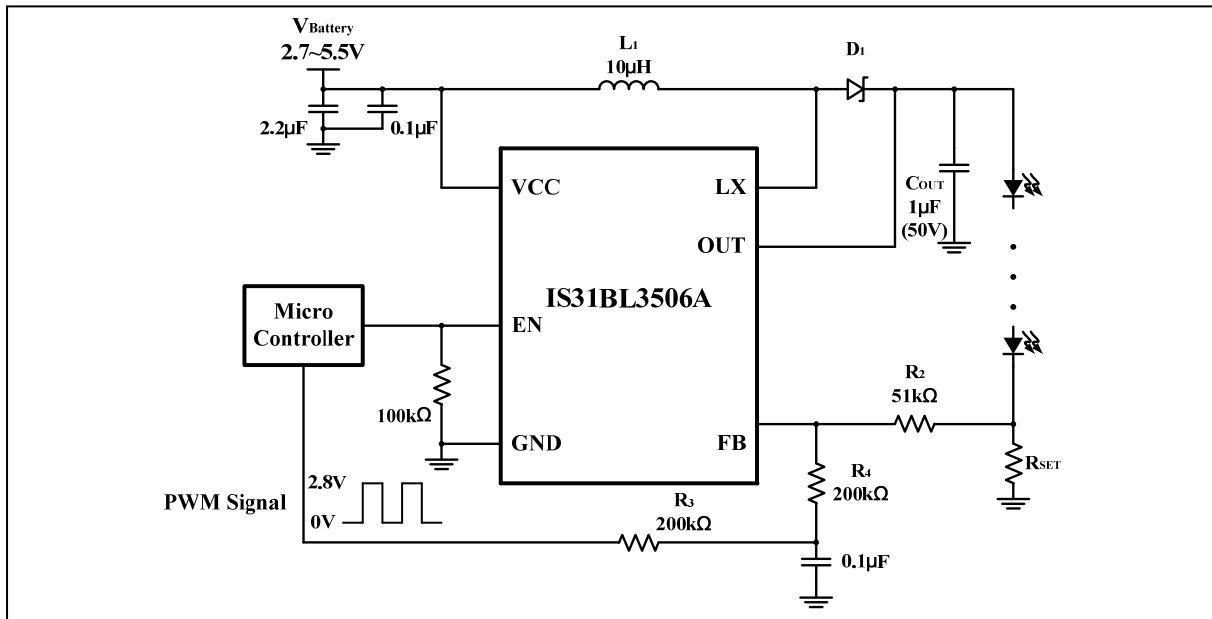 VBattery
2.7~5.5V
L1
10µH
D1
2.2µF
0.1µF
VCC
LX
COUT
1µF
(50V)
OUT
IS31BL3506A
Micro
Controller
EN
R2
51kΩ
100kΩ
GND
FB
RSET
R4
200kΩ
PWM Signal
2.8V
0V
R3
200kΩ
0.1µF